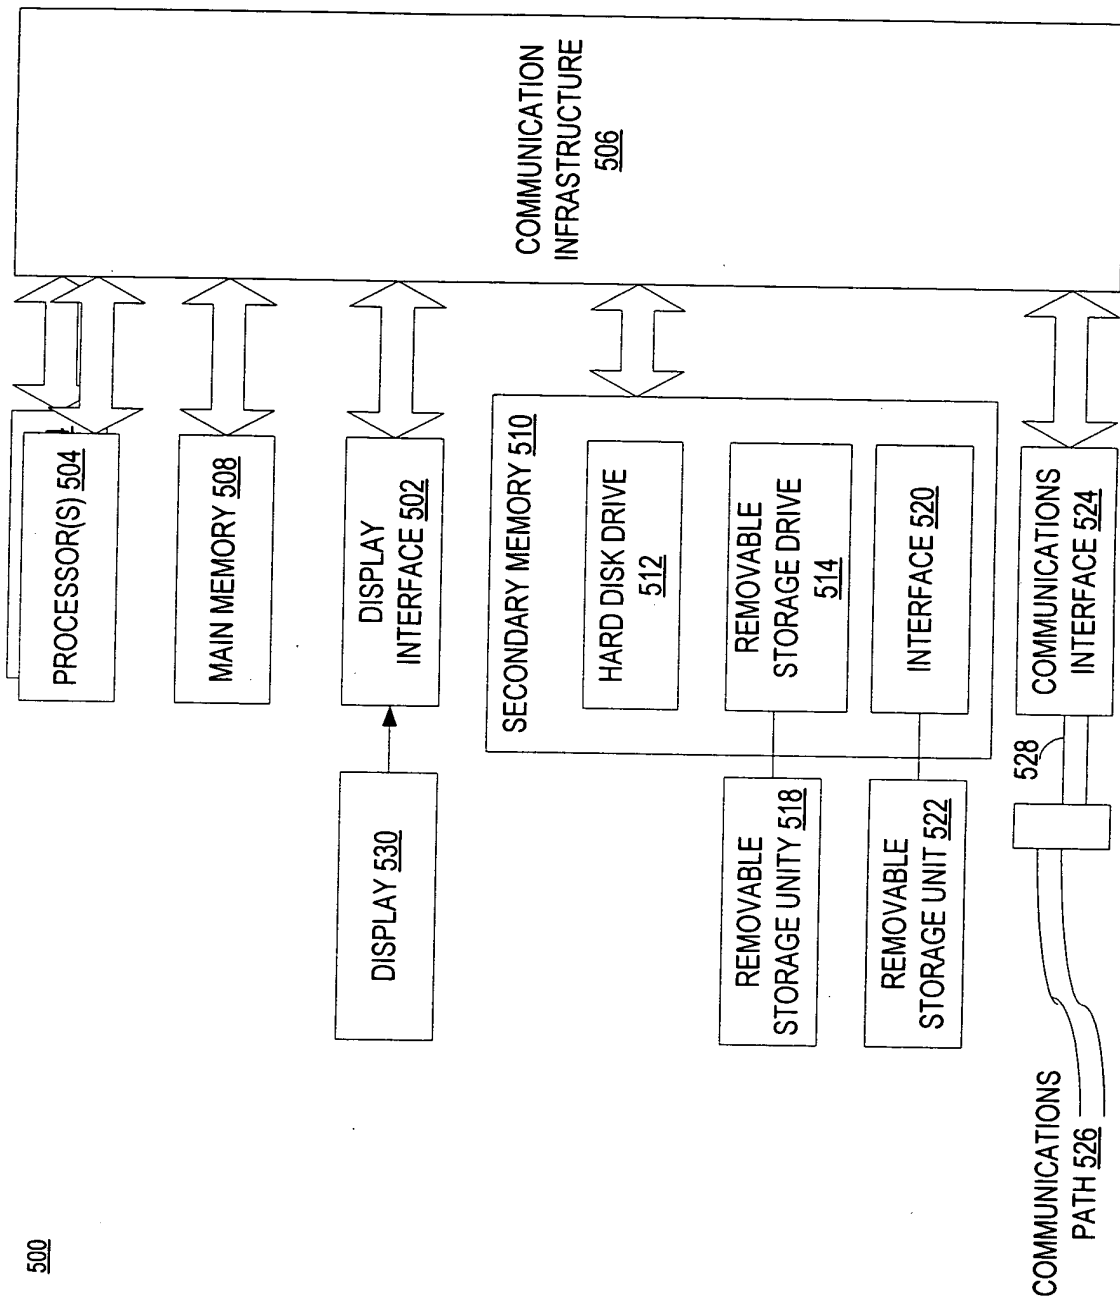 500
PROCESSOR(S) 504
MAIN MEMORY 508
DISPLAY
INTERFACE 502
DISPLAY 530
SECONDARY MEMORY 510
HARD DISK DRIVE
512
REMOVABLE
STORAGE DRIVE
514
INTERFACE 520
REMOVABLE
STORAGE UNITY 518
REMOVABLE
STORAGE UNIT 522
COMMUNICATIONS
INTERFACE 524
528
COMMUNICATIONS
PATH 526
COMMUNICATION
INFRASTRUCTURE
506